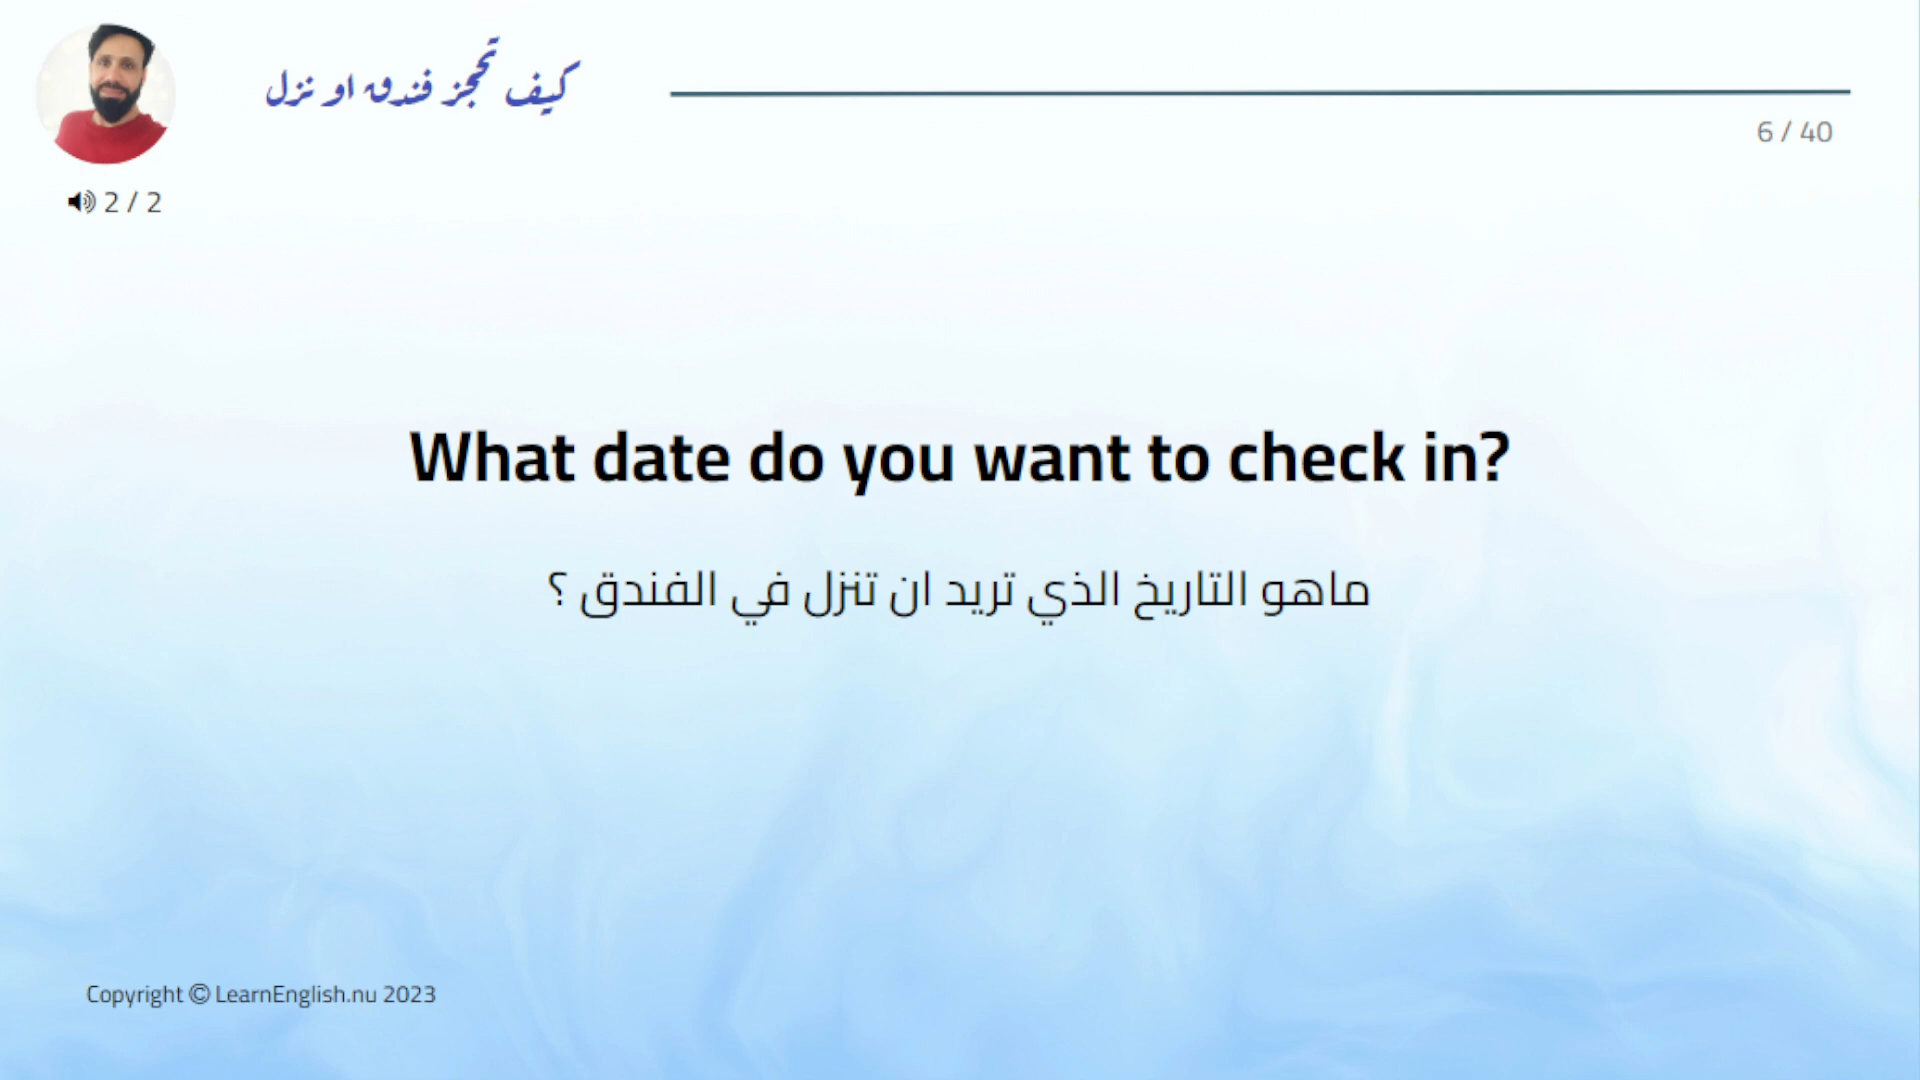 كيف تحجز فندق او نزل
6 / 40
2 / 2
What date do you want to check in?
ماهو التاريخ الذي تريد ان تنزل في الفندق ؟
Copyright © LearnEnglish.nu 2023